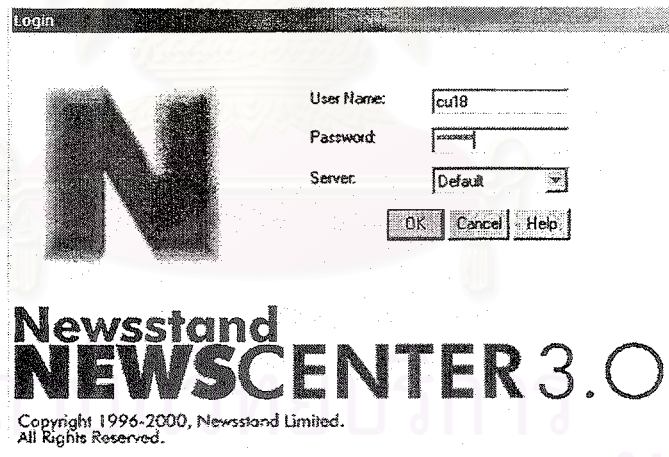 Login
User Name: cu18
Password:
Server: Default
OK Cancel Help
N
Newsstand
NEWSCENTER 3.0
Copyright 1996-2000, Newsstand Limited.
All Rights Reserved.